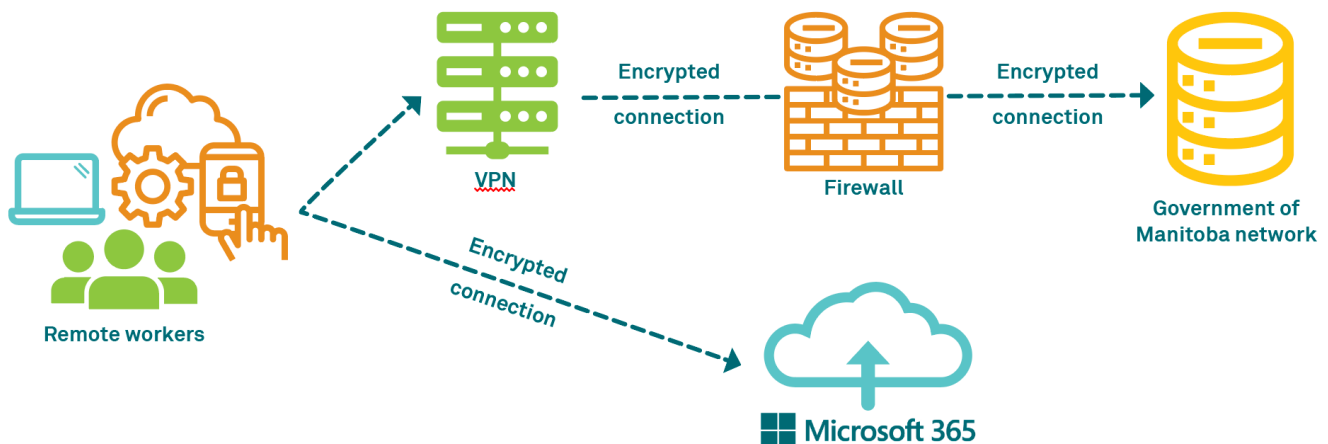 Encrypted
connection
Encrypted
connection
VPN
Firewall
Government of
Manitoba network
Encrypted
connection
Remote workers
Microsoft 365